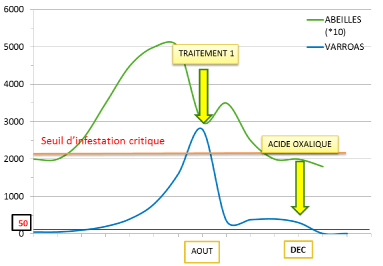 6000
5000
4000
3000
2000
1000
50
0
ABEILLES
(*10)
VARROAS
TRAITEMENT 1
Seuil d'infestation critique
ACIDE OXALIQUE
AOUT
DEC